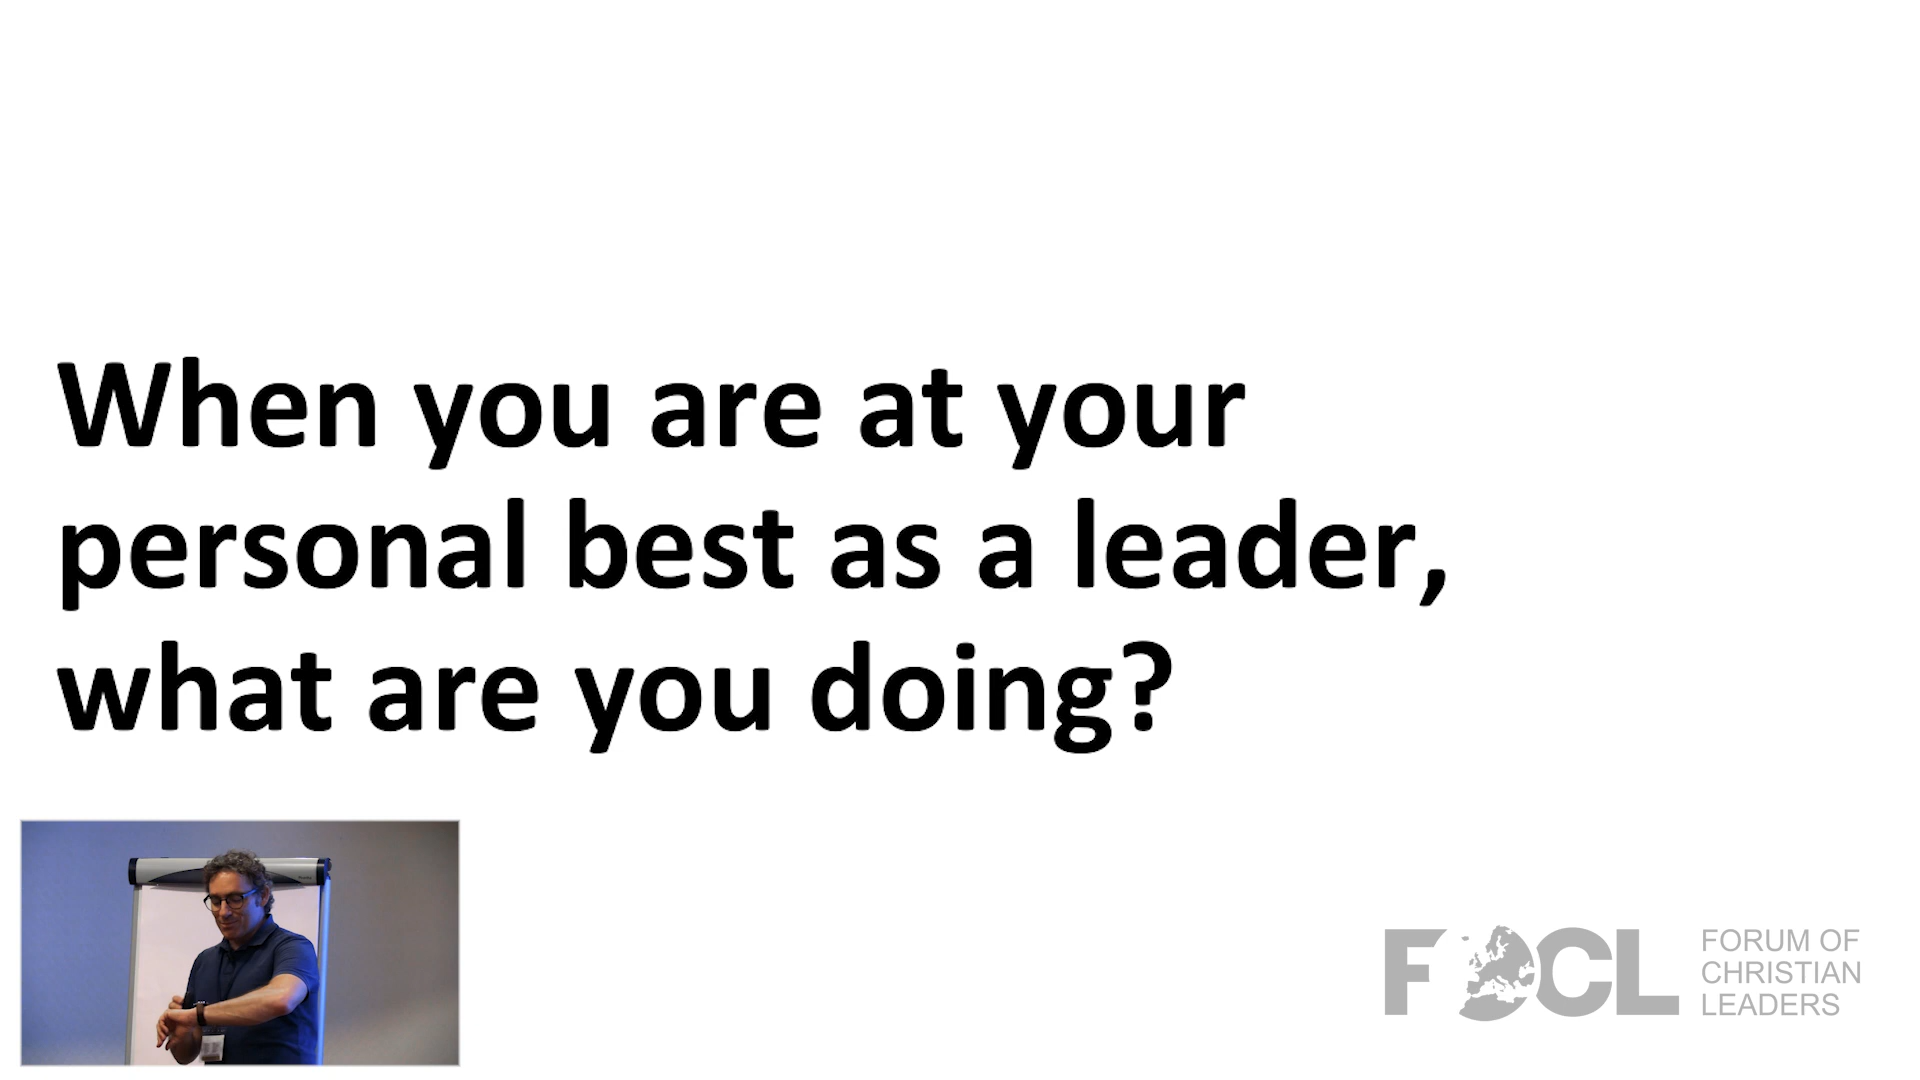 When you are at your
personal best as a leader,
what are you doing?
FOCL
FORUM OF
CHRISTIAN
LEADERS